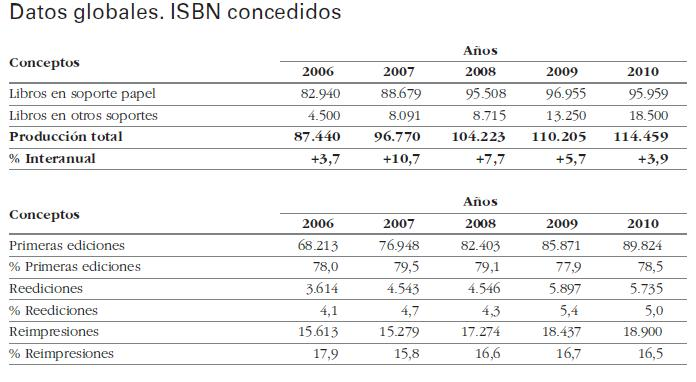 Datos globales. ISBN concedidos
Años
Conceptos
2006 2007 2008 2009 2010
Libros en soporte papel 82.940 88.679 95.508 96.955 95.959
Libros en otros soportes 4.500 8.091 8.715 13.250 18.500
Producción total 87.440 96.770 104.223 110.205 114.459
% Interanual +3,7 +10,7 +7,7 +5,7 +3,9
Años
Conceptos
2006 2007 2008 2009 2010
Primeras ediciones 68.213 76.948 82.403 85.871 89.824
% Primeras ediciones 78,0 79,5 79,1 77,9 78,5
Reediciones 3.614 4.543 4.546 5.897 5.735
% Reediciones 4,1 4,7 4,3 5,4 5,0
Reimpresiones 15.613 15.279 17.274 18.437 18.900
% Reimpresiones 17,9 15,8 16,6 16,7 16,5